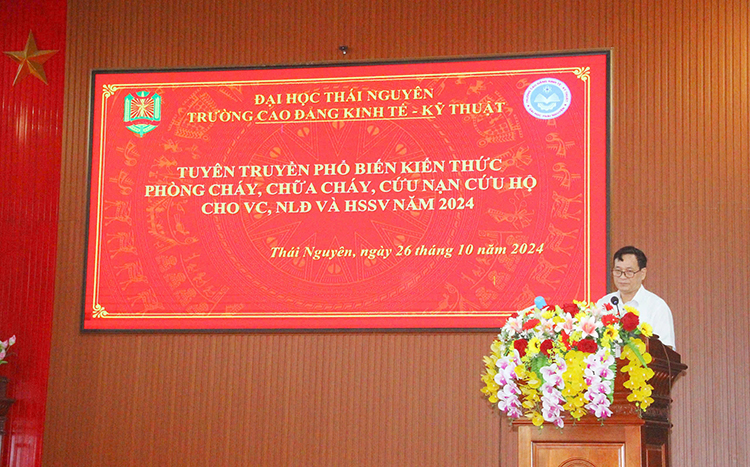 ĐẠI HỌC THÁI NGUYÊN
TRƯỜNG CAO ĐẲNG KINH TẾ - KỸ THUẬT
TUYÊN TRUYỀN PHỔ BIẾN KIẾN THỨC
PHÒNG CHÁY, CHỮA CHÁY, CỨU NẠN CỨU HỘ
CHO VC, NLĐ VÀ HSSV NĂM 2024
Thái Nguyên, ngày 26 tháng 10 năm 2024